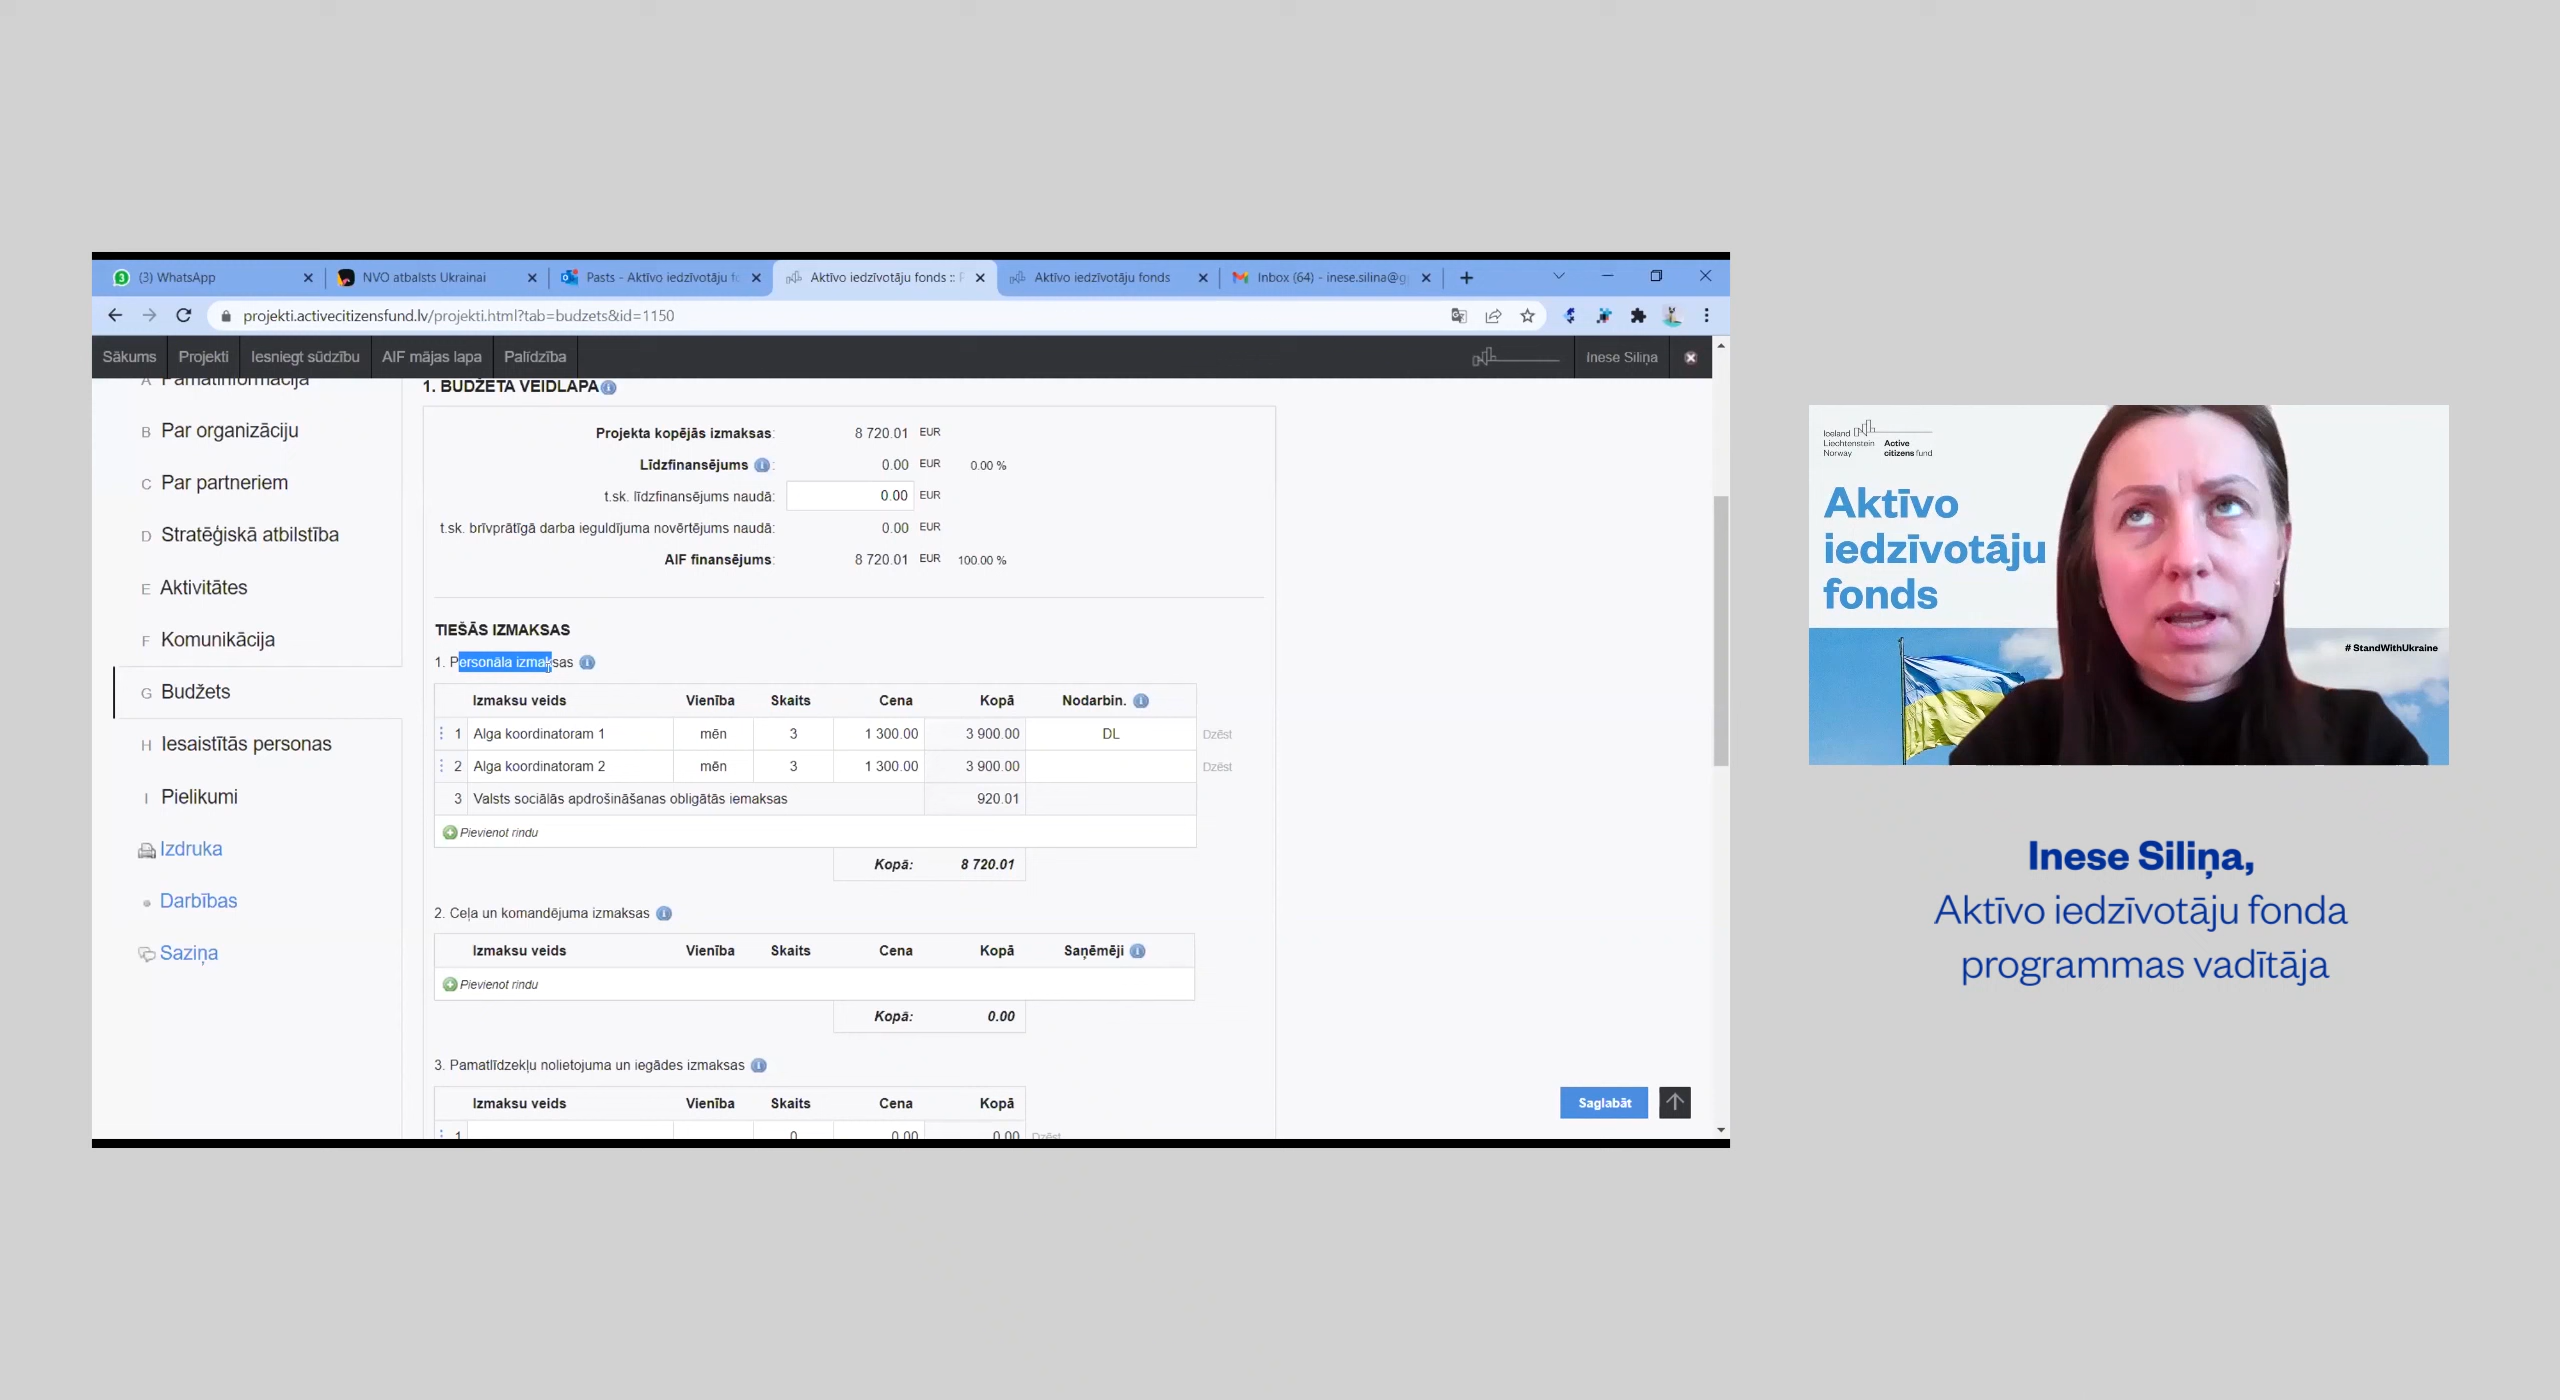 (3) WhatsApp
NVO atbalsts Ukrainai
Pasts - Aktīvo iedzīvotāju fo
Aktīvo iedzīvotāju fonds :: P
Aktīvo iedzīvotāju fonds
Inbox (64) - inese.silina@g
projekti.activecitizensfund.lv/projekti.html?tab=budzets&id=1150
Sākums
Projekti
Iesniegt sūdzību
AIF mājas lapa
Palīdzība
Inese Siliņa
A Pamatinformācija
B Par organizāciju
C Par partneriem
D Stratēģiskā atbilstība
E Aktivitātes
F Komunikācija
G Budžets
H Iesaistītās personas
I Pielikumi
Izdruka
Darbības
Saziņa
1. BUDŽETA VEIDLAPA
Projekta kopējās izmaksas: 8 720.01 EUR
Līdzfinansējums : 0.00 EUR 0.00 %
t.sk. līdzfinansējums naudā: 0.00 EUR
t.sk. brīvprātīgā darba ieguldījuma novērtējums naudā: 0.00 EUR
AIF finansējums: 8 720.01 EUR 100.00 %
TIEŠĀS IZMAKSAS
1. Personāla izmaksas
Izmaksu veids Vienība Skaits Cena Kopā Nodarbin.
1 Alga koordinatoram 1 mēn 3 1 300.00 3 900.00 DL Dzēst
2 Alga koordinatoram 2 mēn 3 1 300.00 3 900.00 Dzēst
3 Valsts sociālās apdrošināšanas obligātās iemaksas 920.01
Pievienot rindu
Kopā: 8 720.01
2. Ceļa un komandējuma izmaksas
Izmaksu veids Vienība Skaits Cena Kopā Saņēmēji
Pievienot rindu
Kopā: 0.00
3. Pamatlīdzekļu nolietojuma un iegādes izmaksas
Izmaksu veids Vienība Skaits Cena Kopā
1 0 0.00 0.00 Dzēst
Saglabāt
Iceland
Liechtenstein Active
Norway citizens fund
Aktīvo
iedzīvotāju
fonds
# StandWithUkraine
Inese Siliņa,
Aktīvo iedzīvotāju fonda
programmas vadītāja